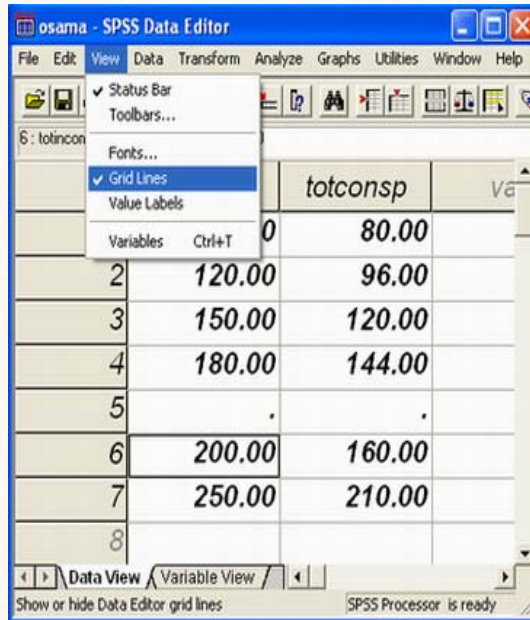 osama - SPSS Data Editor
File Edit View Data Transform Analyze Graphs Utilities Window Help
✓ Status Bar
Toolbars...
Fonts...
✓ Grid Lines
Value Labels
Variables Ctrl+T
6 : totincon
totconsp va
0 80.00
2 120.00 96.00
3 150.00 120.00
4 180.00 144.00
5 . .
6 200.00 160.00
7 250.00 210.00
8
Data View Variable View
Show or hide Data Editor grid lines SPSS Processor is ready